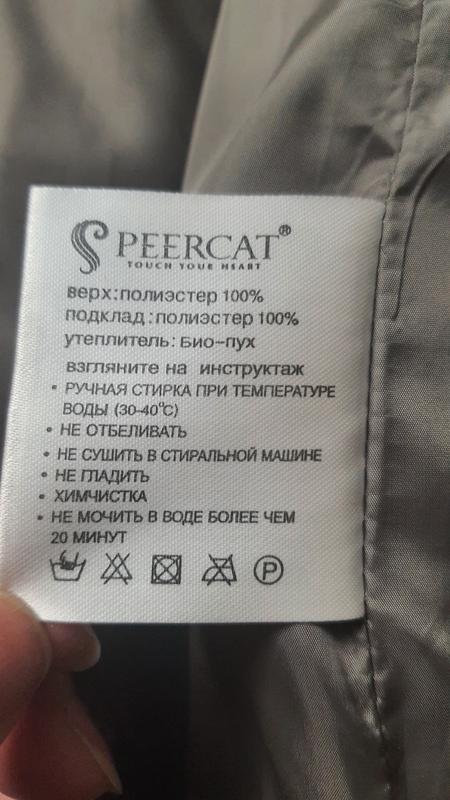 PEERCAT®
TOUCH YOUR HEART
верх:полиэстер 100%
подклад:полиэстер 100%
утеплитель: Био-пух
взгляните на инструктаж
• РУЧНАЯ СТИРКА ПРИ ТЕМПЕРАТУРЕ
ВОДЫ (30-40°C)
• НЕ ОТБЕЛИВАТЬ
• НЕ СУШИТЬ В СТИРАЛЬНОЙ МАШИНЕ
• НЕ ГЛАДИТЬ
• ХИМЧИСТКА
• НЕ МОЧИТЬ В ВОДЕ БОЛЕЕ ЧЕМ
20 МИНУТ
P